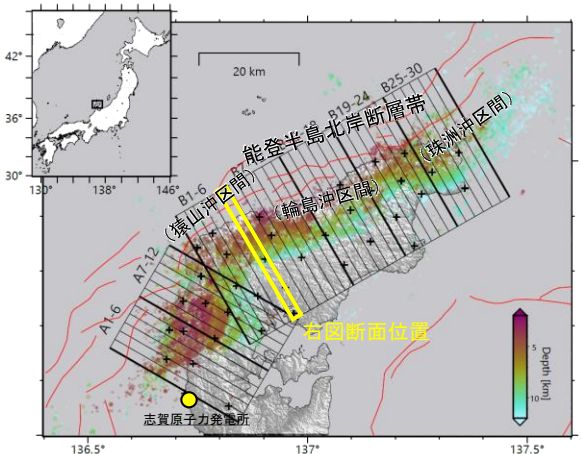 42°
36°
30°
130°
138°
146°
20 km
B25-30
B19-24
18
B1-6
A7-12
A1-6
能登半島北岸断層帯
(珠洲沖区間)
(輪島沖区間)
(猿山沖区間)
右図断面位置
志賀原子力発電所
5
10
Depth [km]
136.5°
137°
137.5°